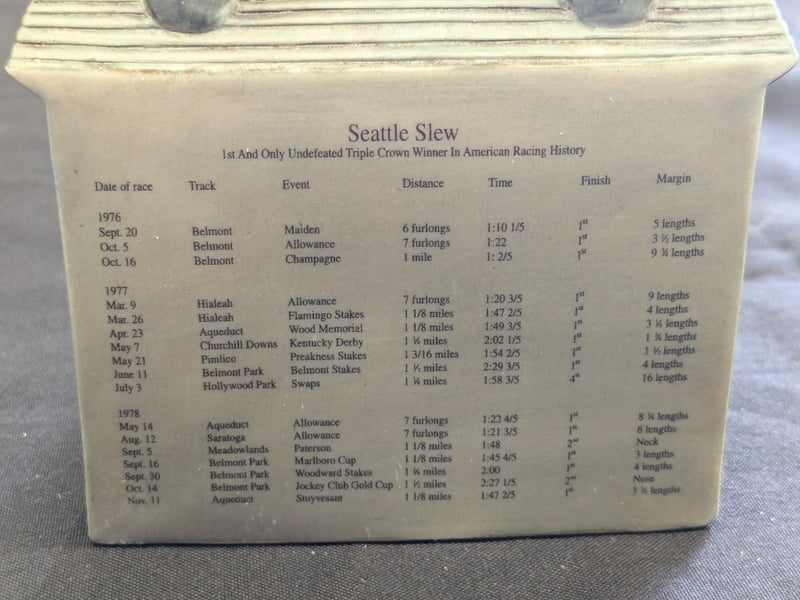 Seattle Slew
1st And Only Undefeated Triple Crown Winner In American Racing History
Date of race Track Event Distance Time Finish Margin
1976
Sept. 20 Belmont Maiden 6 furlongs 1:10 1/5 1st 5 lengths
Oct. 5 Belmont Allowance 7 furlongs 1:22 1st 3 ½ lengths
Oct. 16 Belmont Champagne 1 mile 1: 2/5 1st 9 ¾ lengths
1977
Mar. 9 Hialeah Allowance 7 furlongs 1:20 3/5 1st 9 lengths
Mar. 26 Hialeah Flamingo Stakes 1 1/8 miles 1:47 2/5 1st 4 lengths
Apr. 23 Aqueduct Wood Memorial 1 1/8 miles 1:49 3/5 1st 3 ¼ lengths
May 7 Churchill Downs Kentucky Derby 1 ¼ miles 2:02 1/5 1st 1 ¾ lengths
May 21 Pimlico Preakness Stakes 1 3/16 miles 1:54 2/5 1st 1 ½ lengths
June 11 Belmont Park Belmont Stakes 1 ½ miles 2:29 3/5 1st 4 lengths
July 3 Hollywood Park Swaps 1 ¼ miles 1:58 3/5 4th 16 lengths
1978
May 14 Aqueduct Allowance 7 furlongs 1:22 4/5 1st 8 ¼ lengths
Aug. 12 Saratoga Allowance 7 furlongs 1:21 3/5 1st 6 lengths
Sept. 5 Meadowlands Paterson 1 1/8 miles 1:48 2nd Neck
Sept. 16 Belmont Park Marlboro Cup 1 1/8 miles 1:45 4/5 1st 3 lengths
Sept. 30 Belmont Park Woodward Stakes 1 ¼ miles 2:00 1st 4 lengths
Oct. 14 Belmont Park Jockey Club Gold Cup 1 ½ miles 2:27 1/5 2nd Nose
Nov. 11 Aqueduct Stuyvesant 1 1/8 miles 1:47 2/5 1st 3 ¼ lengths